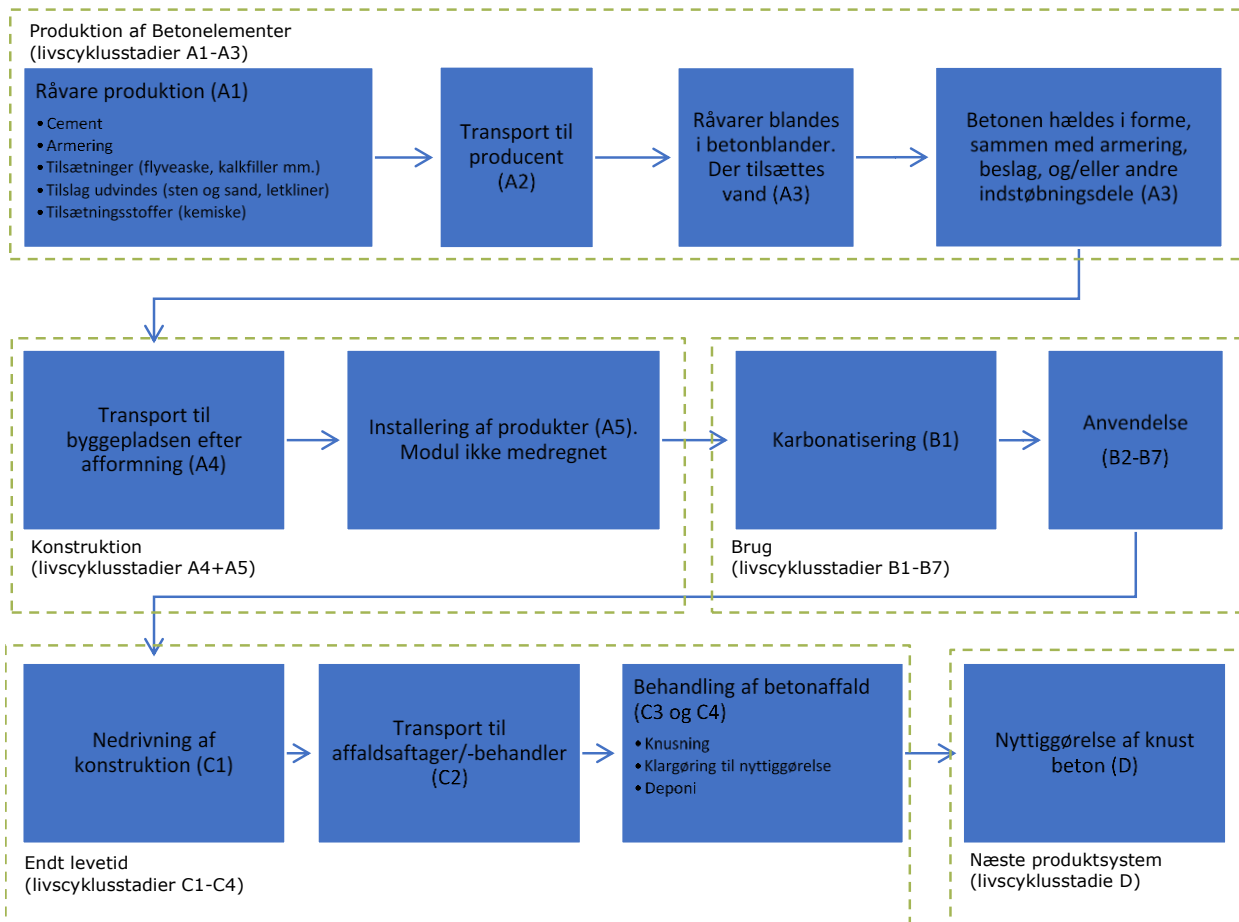 Produktion af Betonelementer
(livscyklusstadier A1-A3)
Råvare produktion (A1)
• Cement
• Armering
• Tilsætninger (flyveaske, kalkfiller mm.)
• Tilslag udvindes (sten og sand, letkliner)
• Tilsætningsstoffer (kemiske)
Transport til
producent
(A2)
Råvarer blandes
i betonblander.
Der tilsættes
vand (A3)
Betonen hældes i forme,
sammen med armering,
beslag, og/eller andre
indstøbningsdele (A3)
Transport til
byggepladsen efter
afformning (A4)
Installering af produkter (A5).
Modul ikke medregnet
Konstruktion
(livscyklusstadier A4+A5)
Karbonatisering (B1)
Anvendelse
(B2-B7)
Brug
(livscyklusstadier B1-B7)
Nedrivning af
konstruktion (C1)
Transport til
affaldsaftager/-behandler
(C2)
Behandling af betonaffald
(C3 og C4)
• Knusning
• Klargøring til nyttiggørelse
• Deponi
Endt levetid
(livscyklusstadier C1-C4)
Nyttiggørelse af knust
beton (D)
Næste produktsystem
(livscyklusstadie D)